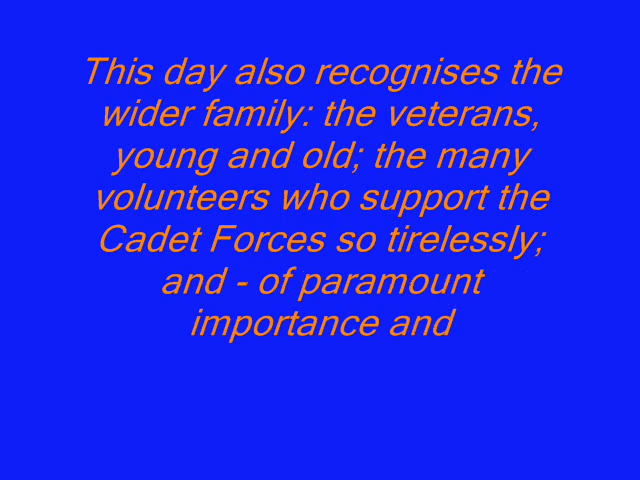 This day also recognises the
wider family: the veterans,
young and old; the many
volunteers who support the
Cadet Forces so tirelessly;
and - of paramount
importance and